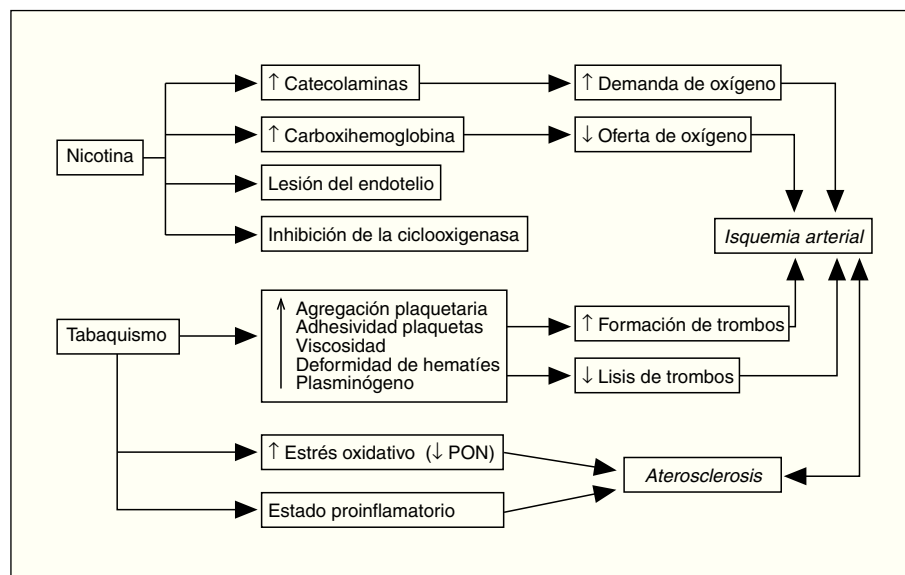 Nicotina
↑ Catecolaminas
↑ Demanda de oxígeno
↑ Carboxihemoglobina
↓ Oferta de oxígeno
Lesión del endotelio
Inhibición de la ciclooxigenasa
Isquemia arterial
Tabaquismo
↑ Agregación plaquetaria
Adhesividad plaquetas
Viscosidad
Deformidad de hematíes
Plasminógeno
↑ Formación de trombos
↓ Lisis de trombos
↑ Estrés oxidativo (↓ PON)
Estado proinflamatorio
Aterosclerosis